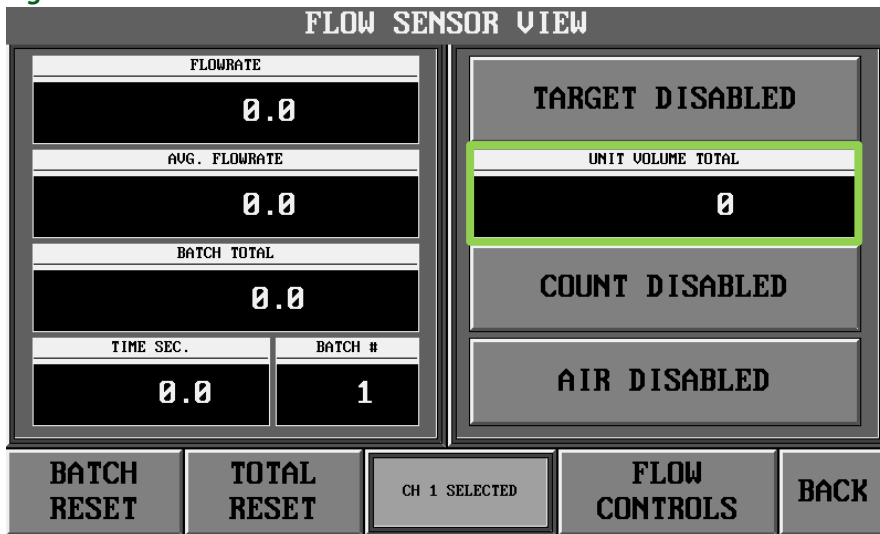 FLOW SENSOR VIEW
FLOWRATE
0.0
AVG. FLOWRATE
0.0
BATCH TOTAL
0.0
TIME SEC.
0.0
BATCH #
1
TARGET DISABLED
UNIT VOLUME TOTAL
0
COUNT DISABLED
AIR DISABLED
BATCH
RESET
TOTAL
RESET
CH 1 SELECTED
FLOW
CONTROLS
BACK